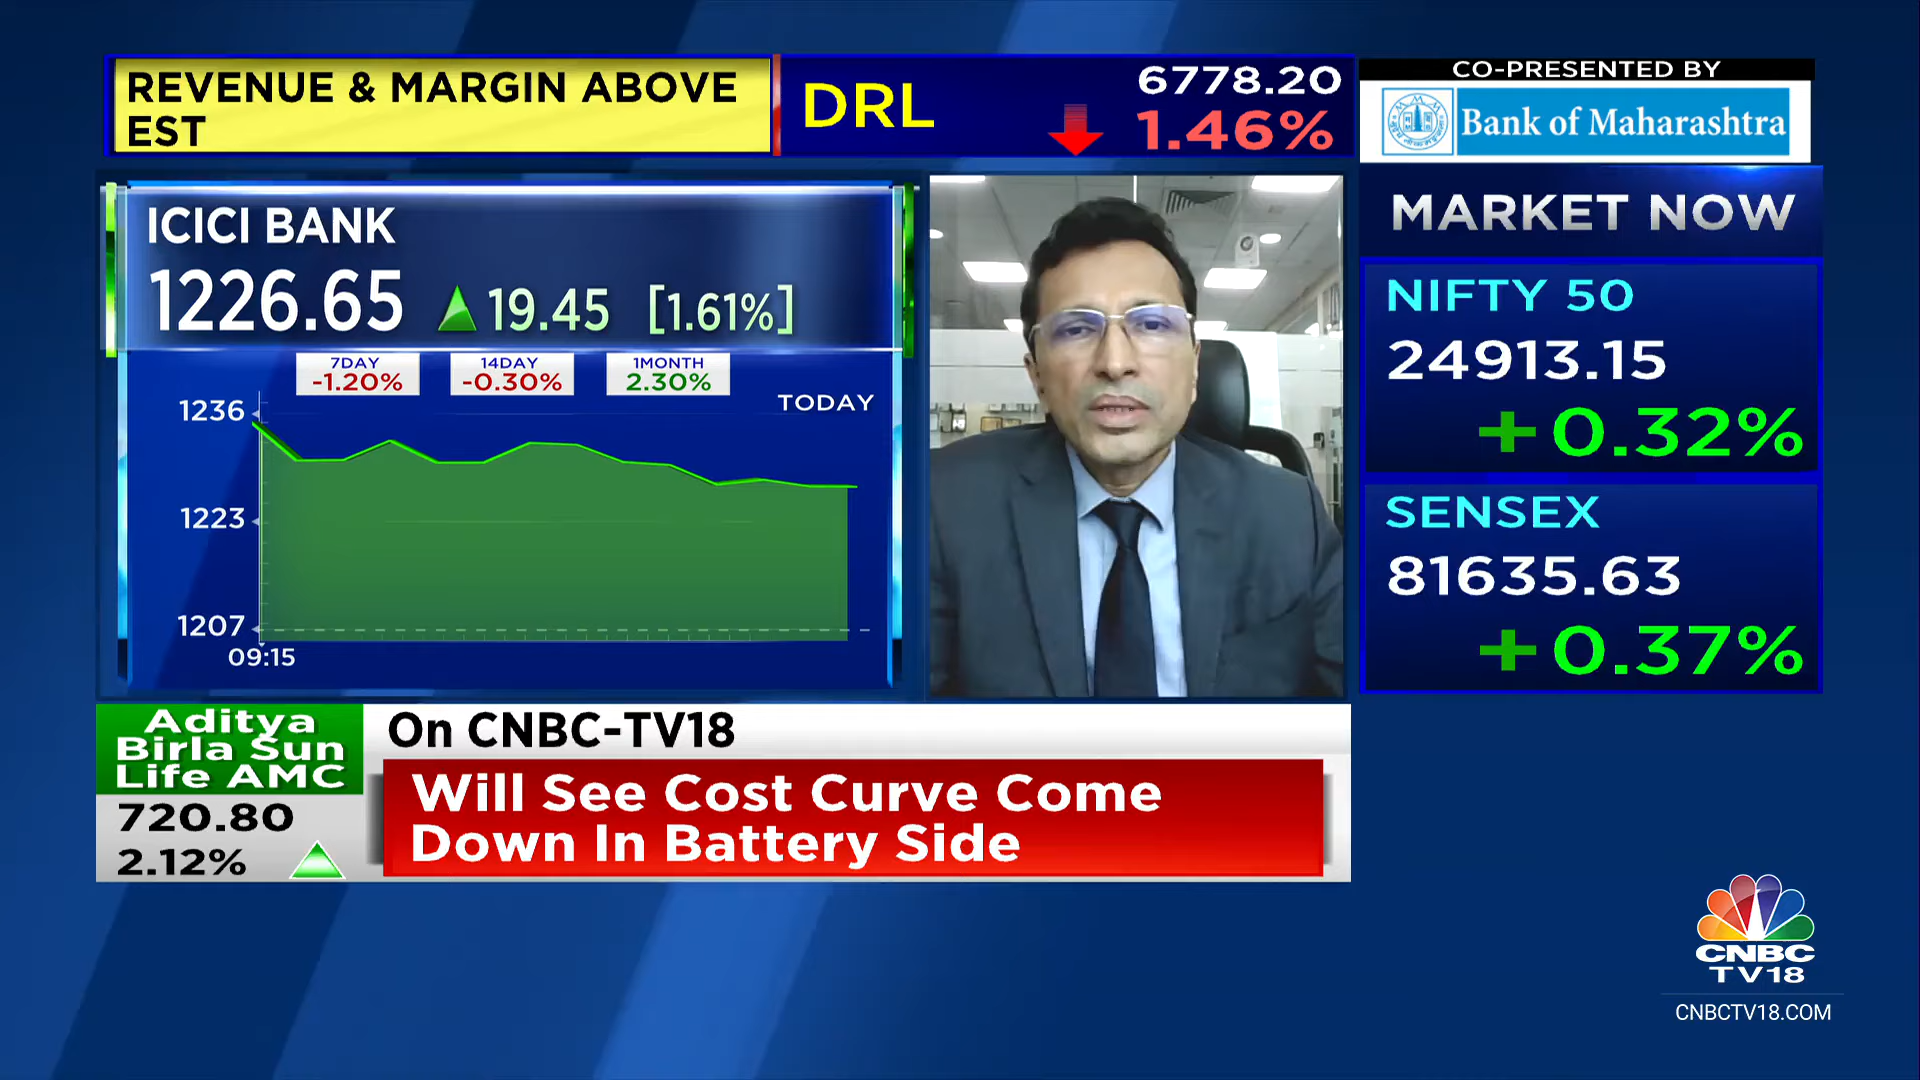 REVENUE & MARGIN ABOVE
EST
DRL
6778.20
1.46%
CO-PRESENTED BY
Bank of Maharashtra
ICICI BANK
1226.65
19.45 [1.61%]
7DAY
-1.20%
14DAY
-0.30%
1MONTH
2.30%
TODAY
1236
1223
1207
09:15
MARKET NOW
NIFTY 50
24913.15
+0.32%
SENSEX
81635.63
+0.37%
Aditya
Birla Sun
Life AMC
720.80
2.12%
On CNBC-TV18
Will See Cost Curve Come
Down In Battery Side
CNBC
TV18
CNBCTV18.COM